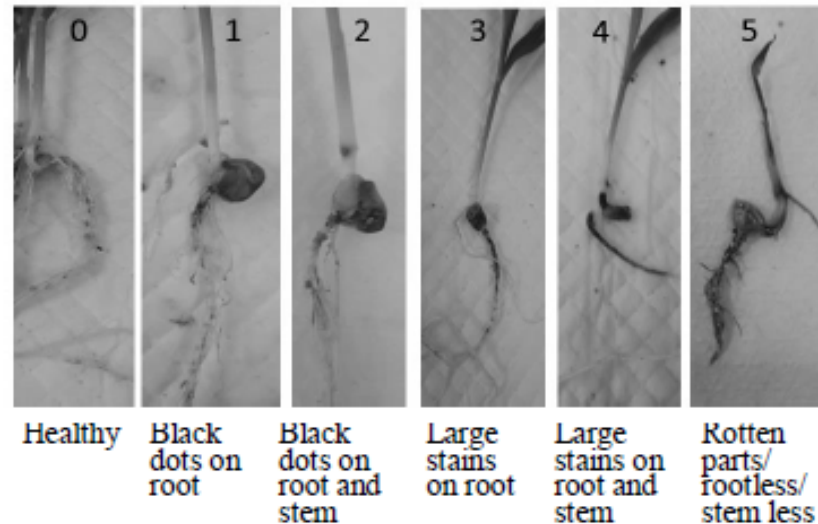 0 1 2 3 4 5
Healthy
Black
dots on
root
Black
dots on
root and
stem
Large
stains
on root
Large
stains on
root and
stem
Rotten
parts/
rootless/
stem less